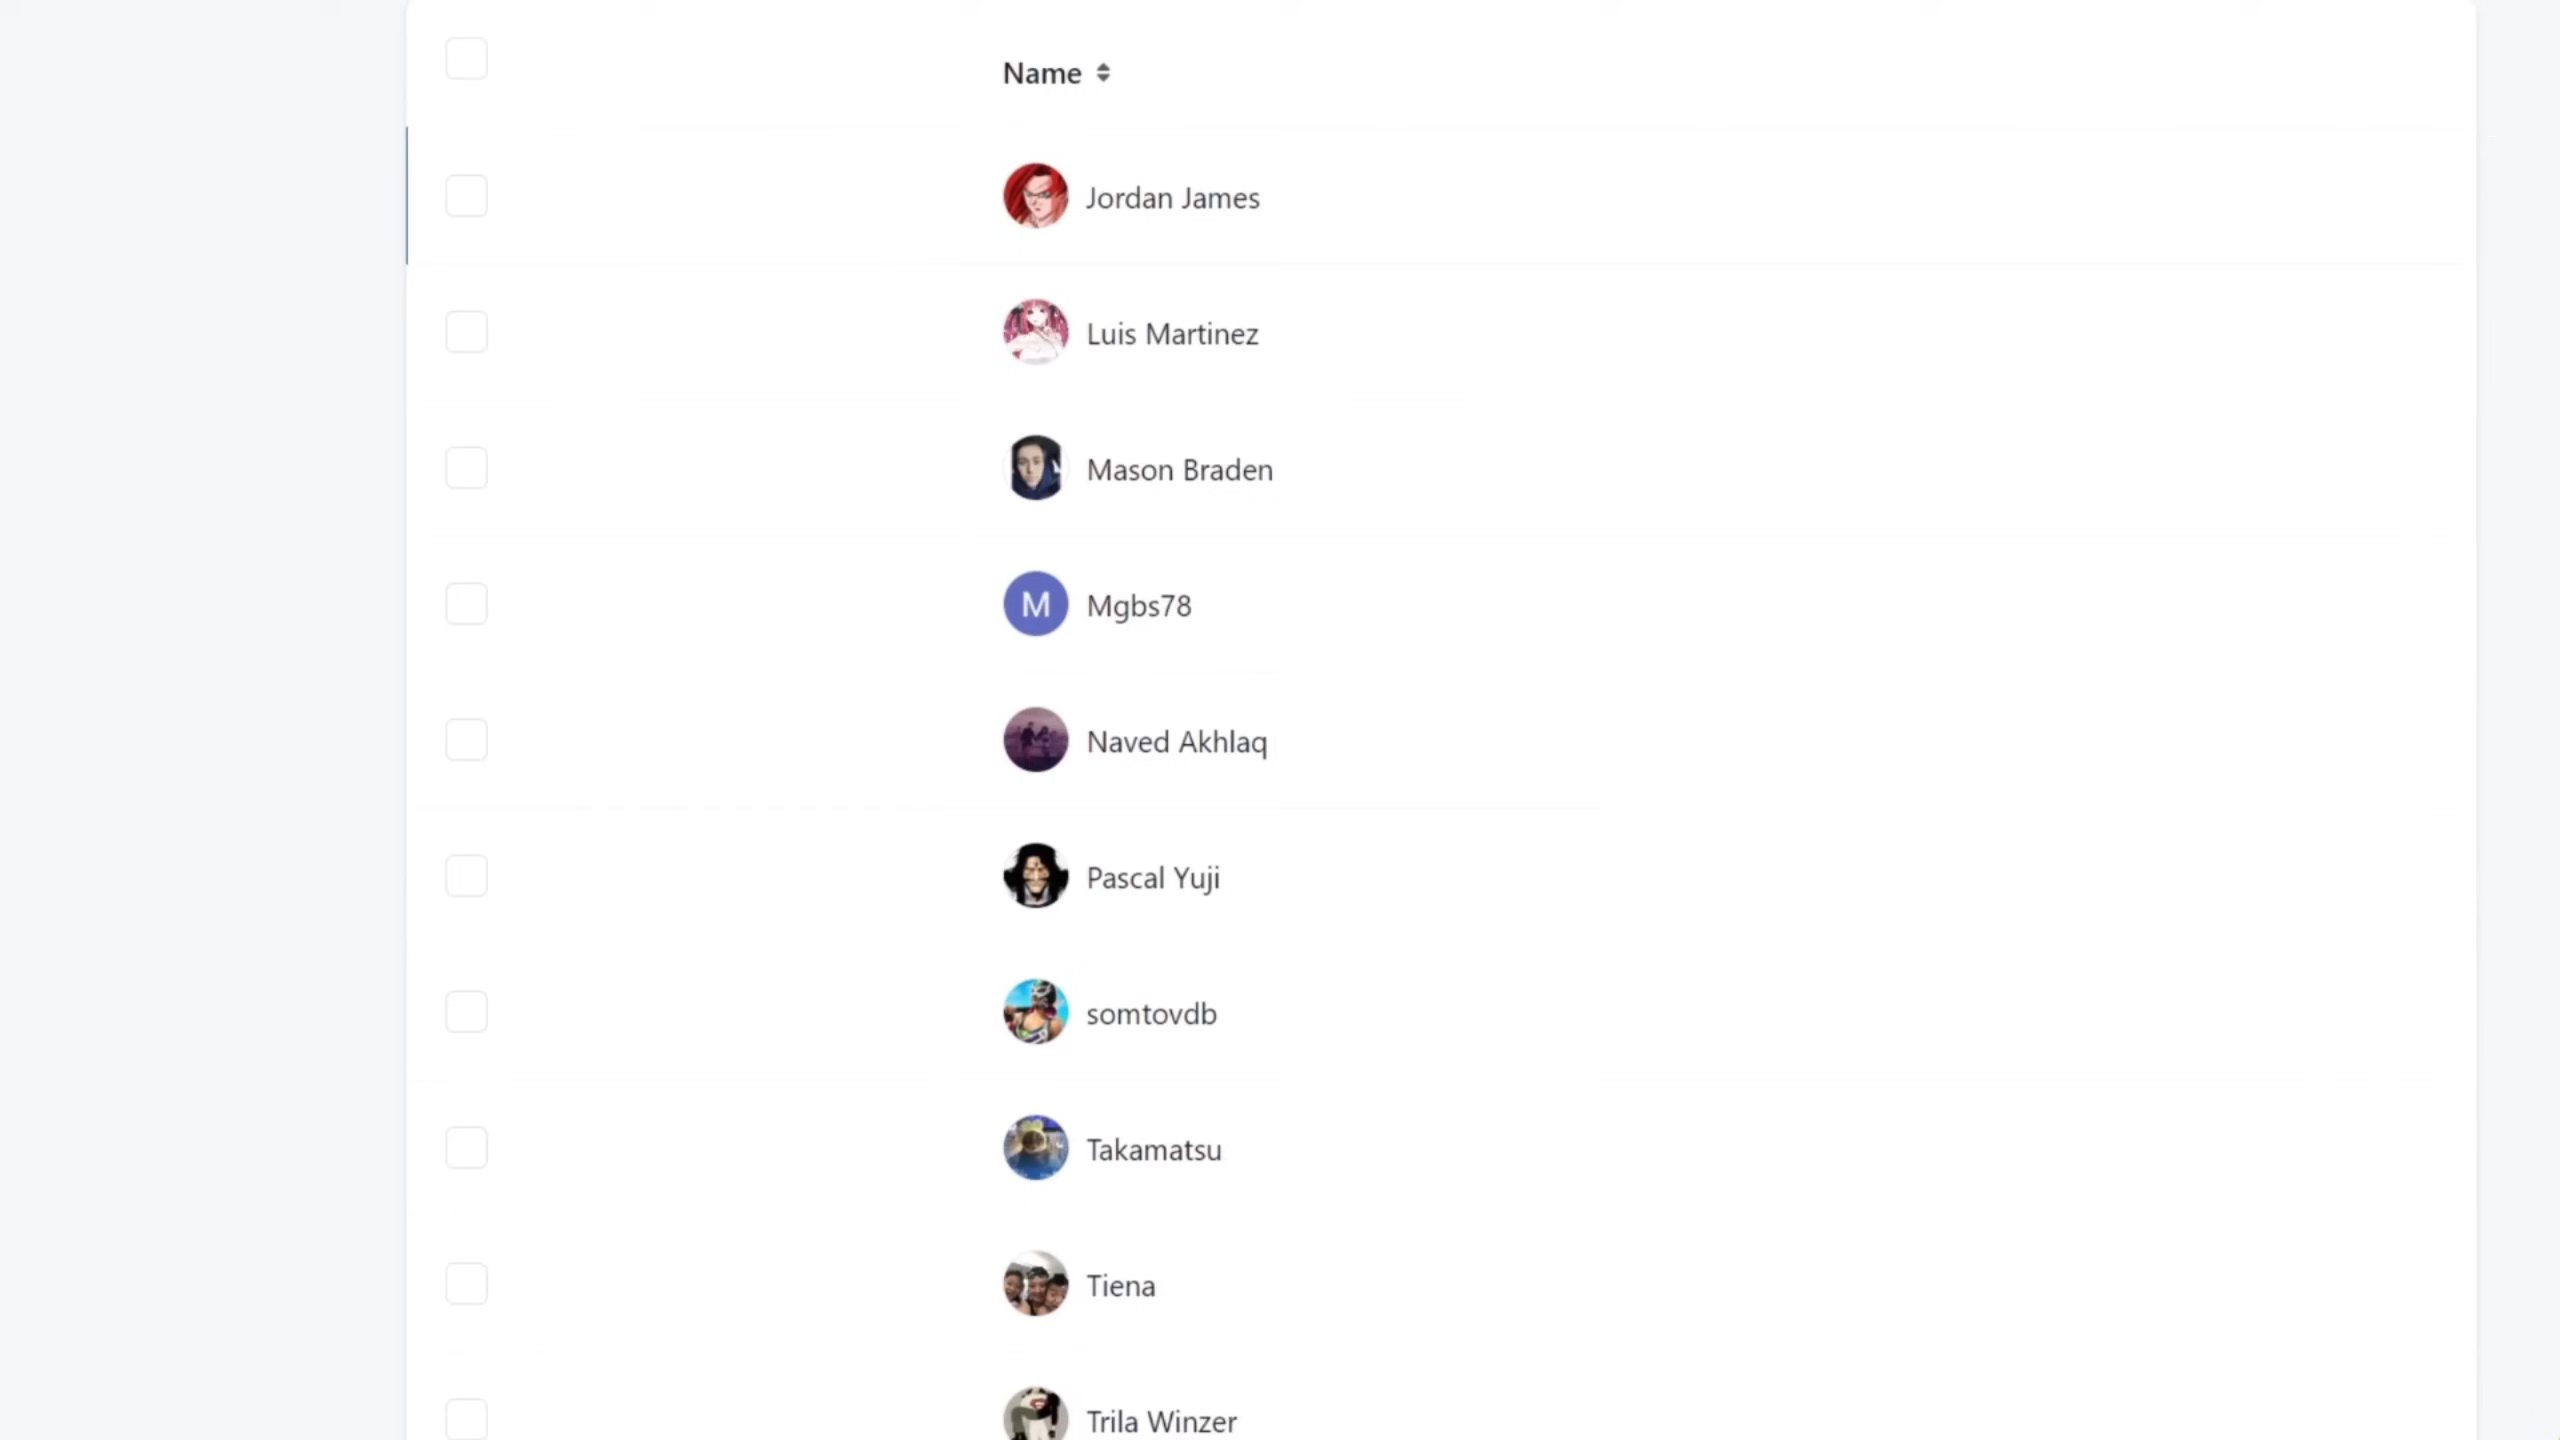 Name
Jordan James
Luis Martinez
Mason Braden
M Mgbs78
Naved Akhlaq
Pascal Yuji
somtovdb
Takamatsu
Tiena
Trila Winzer